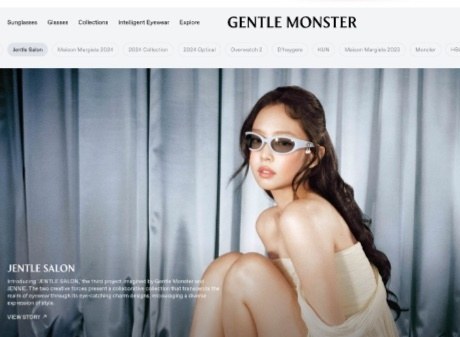 Sunglasses Glasses Collections Intelligent Eyewear Explore GENTLE MONSTER
Jentle Salon Maison Margiela 2024 2024 Collection 2024 Optical Overwatch 2 D'heygere Maison Margiela 2023 Monster
JENTLE SALON
Introducing 'JENTLE SALON,' the third project imagined by Gentle Monster and
JENNIE. The two creative forces present a collaborative collection that transcends the
realm of eyewear through its eye-catching charm designs, encouraging a diverse
expression of style.
VIEW STORY ↗